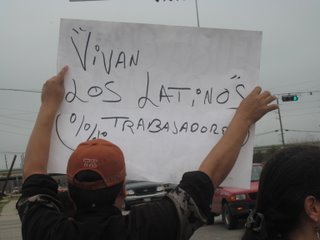 "VIVAN
LOS LATINOS"
TRABAJADORES